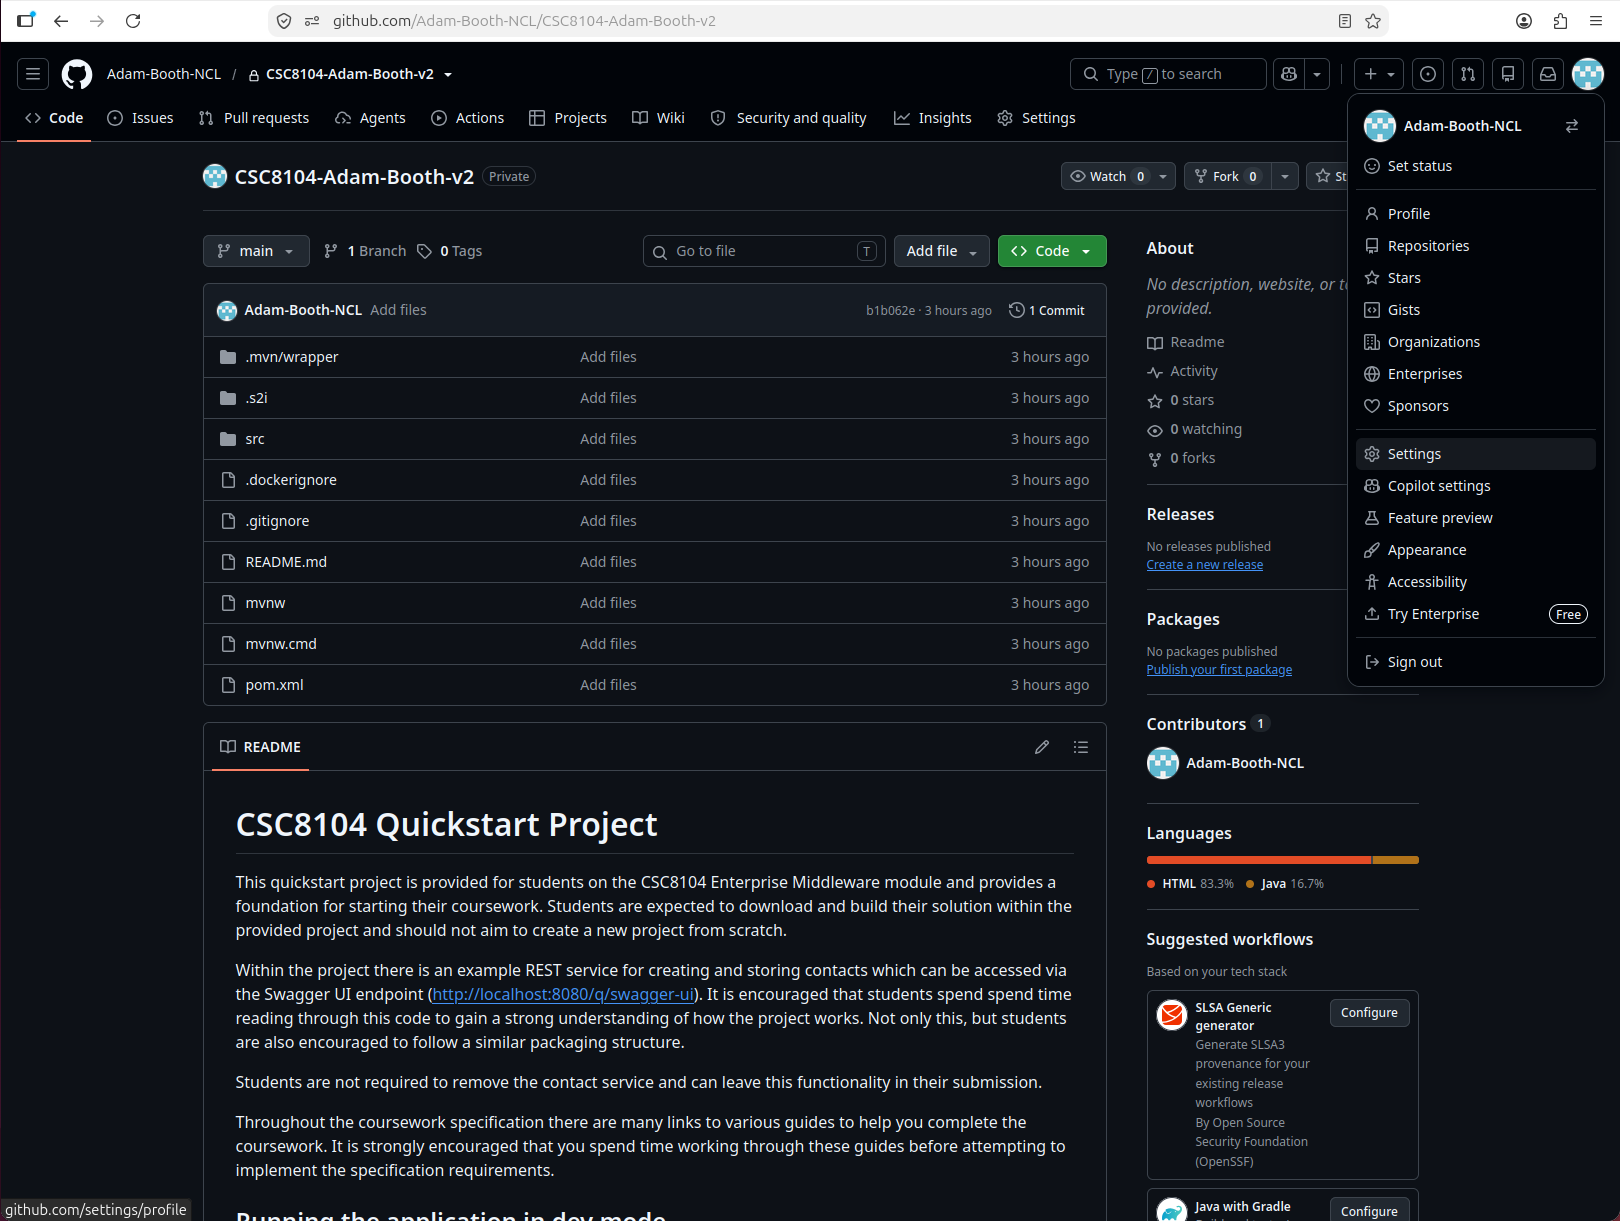 github.com/Adam-Booth-NCL/CSC8104-Adam-Booth-v2
Adam-Booth-NCL / CSC8104-Adam-Booth-v2
Type / to search
Code Issues Pull requests Agents Actions Projects Wiki Security and quality Insights Settings
CSC8104-Adam-Booth-v2 Private
Watch 0 Fork 0 St
main 1 Branch 0 Tags
Go to file T Add file Code
Adam-Booth-NCL Add files b1b062e · 3 hours ago 1 Commit
.mvn/wrapper Add files 3 hours ago
.s2i Add files 3 hours ago
src Add files 3 hours ago
.dockerignore Add files 3 hours ago
.gitignore Add files 3 hours ago
README.md Add files 3 hours ago
mvnw Add files 3 hours ago
mvnw.cmd Add files 3 hours ago
pom.xml Add files 3 hours ago
README
CSC8104 Quickstart Project
This quickstart project is provided for students on the CSC8104 Enterprise Middleware module and provides a
foundation for starting their coursework. Students are expected to download and build their solution within the
provided project and should not aim to create a new project from scratch.
Within the project there is an example REST service for creating and storing contacts which can be accessed via
the Swagger UI endpoint (http://localhost:8080/q/swagger-ui). It is encouraged that students spend spend time
reading through this code to gain a strong understanding of how the project works. Not only this, but students
are also encouraged to follow a similar packaging structure.
Students are not required to remove the contact service and can leave this functionality in their submission.
Throughout the coursework specification there are many links to various guides to help you complete the
coursework. It is strongly encouraged that you spend time working through these guides before attempting to
implement the specification requirements.
Running the application in dev mode
About
No description, website, or t
provided.
Readme
Activity
0 stars
0 watching
0 forks
Releases
No releases published
Create a new release
Packages
No packages published
Publish your first package
Contributors 1
Adam-Booth-NCL
Languages
HTML 83.3% Java 16.7%
Suggested workflows
Based on your tech stack
SLSA Generic
generator
Configure
Generate SLSA3
provenance for your
existing release
workflows
By Open Source
Security Foundation
(OpenSSF)
Java with Gradle
Configure
Adam-Booth-NCL
Set status
Profile
Repositories
Stars
Gists
Organizations
Enterprises
Sponsors
Settings
Copilot settings
Feature preview
Appearance
Accessibility
Try Enterprise Free
Sign out
github.com/settings/profile